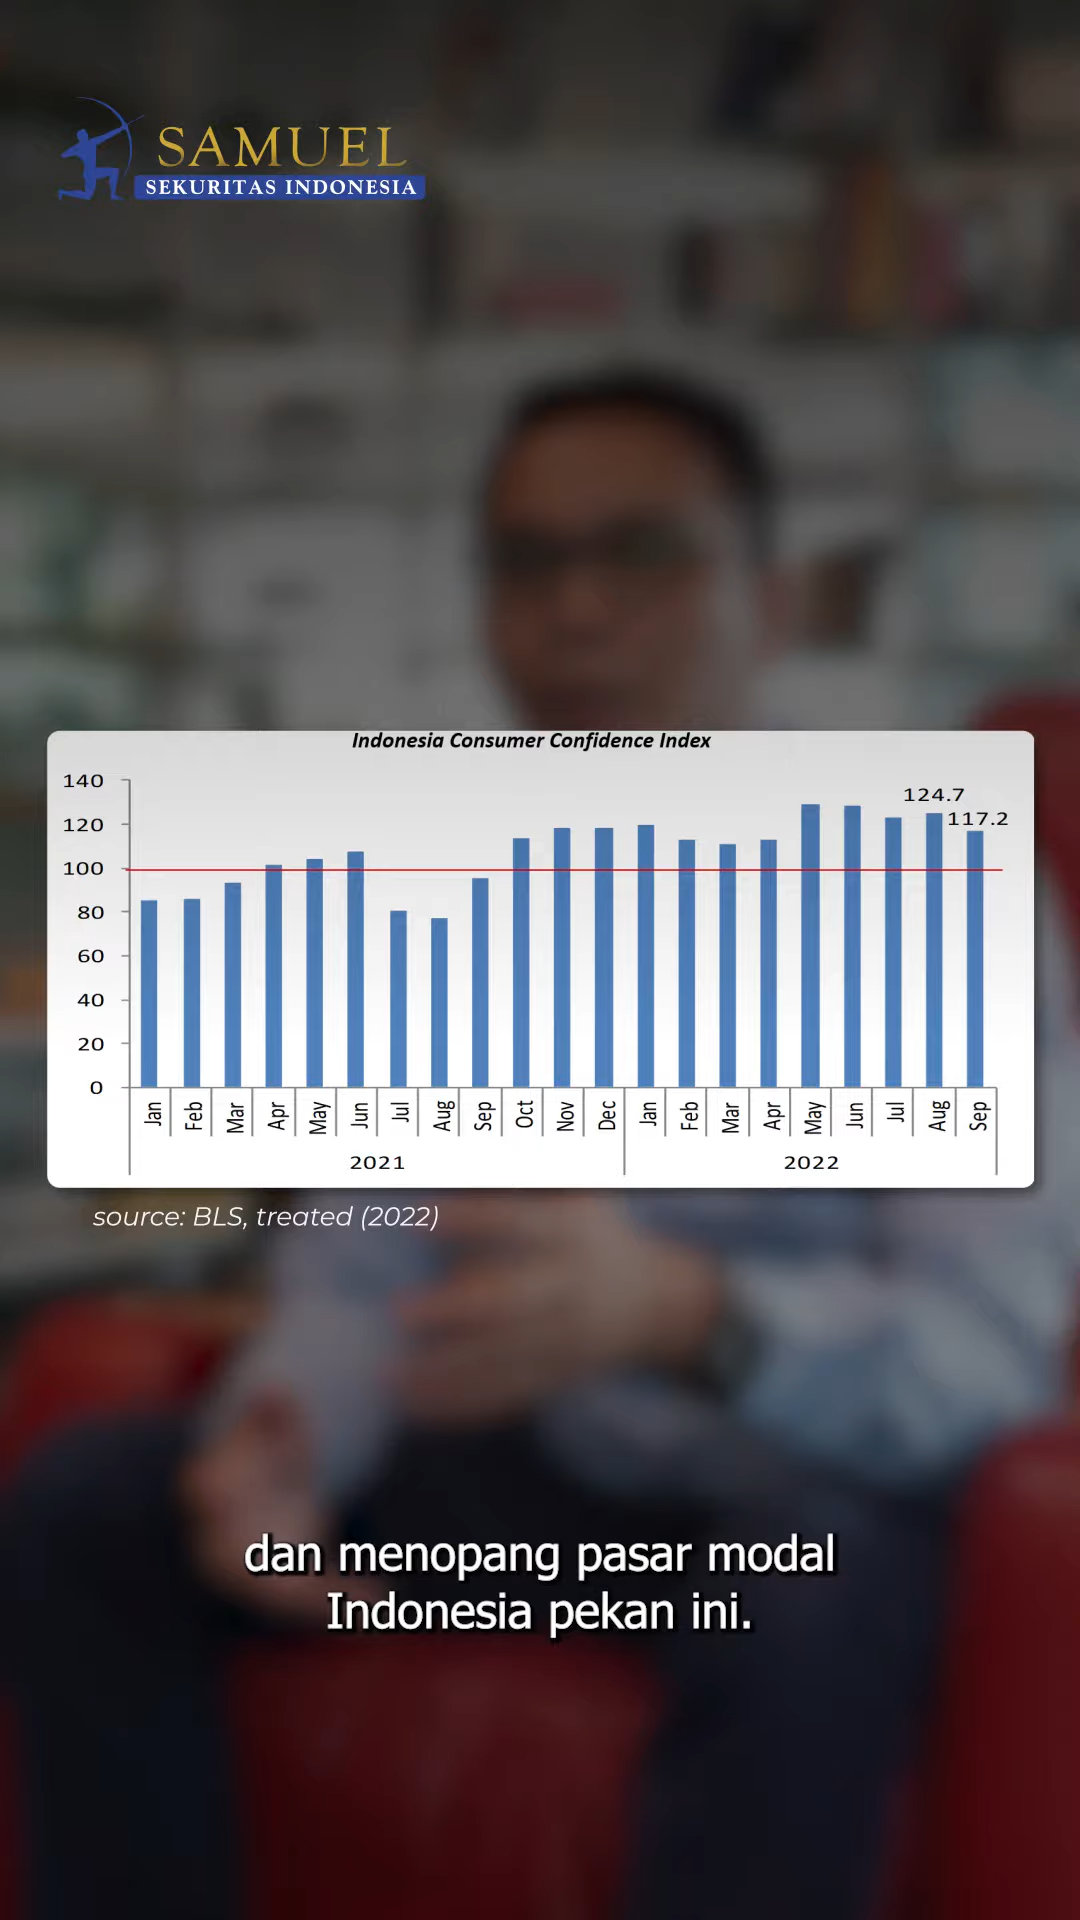 SAMUEL
SEKURITAS INDONESIA
Indonesia Consumer Confidence Index
140
120
100
80
60
40
20
0
124.7
117.2
Jan Feb Mar Apr May Jun Jul Aug Sep Oct Nov Dec Jan Feb Mar Apr May Jun Jul Aug Sep
2021 2022
source: BLS, treated (2022)
dan menopang pasar modal
Indonesia pekan ini.